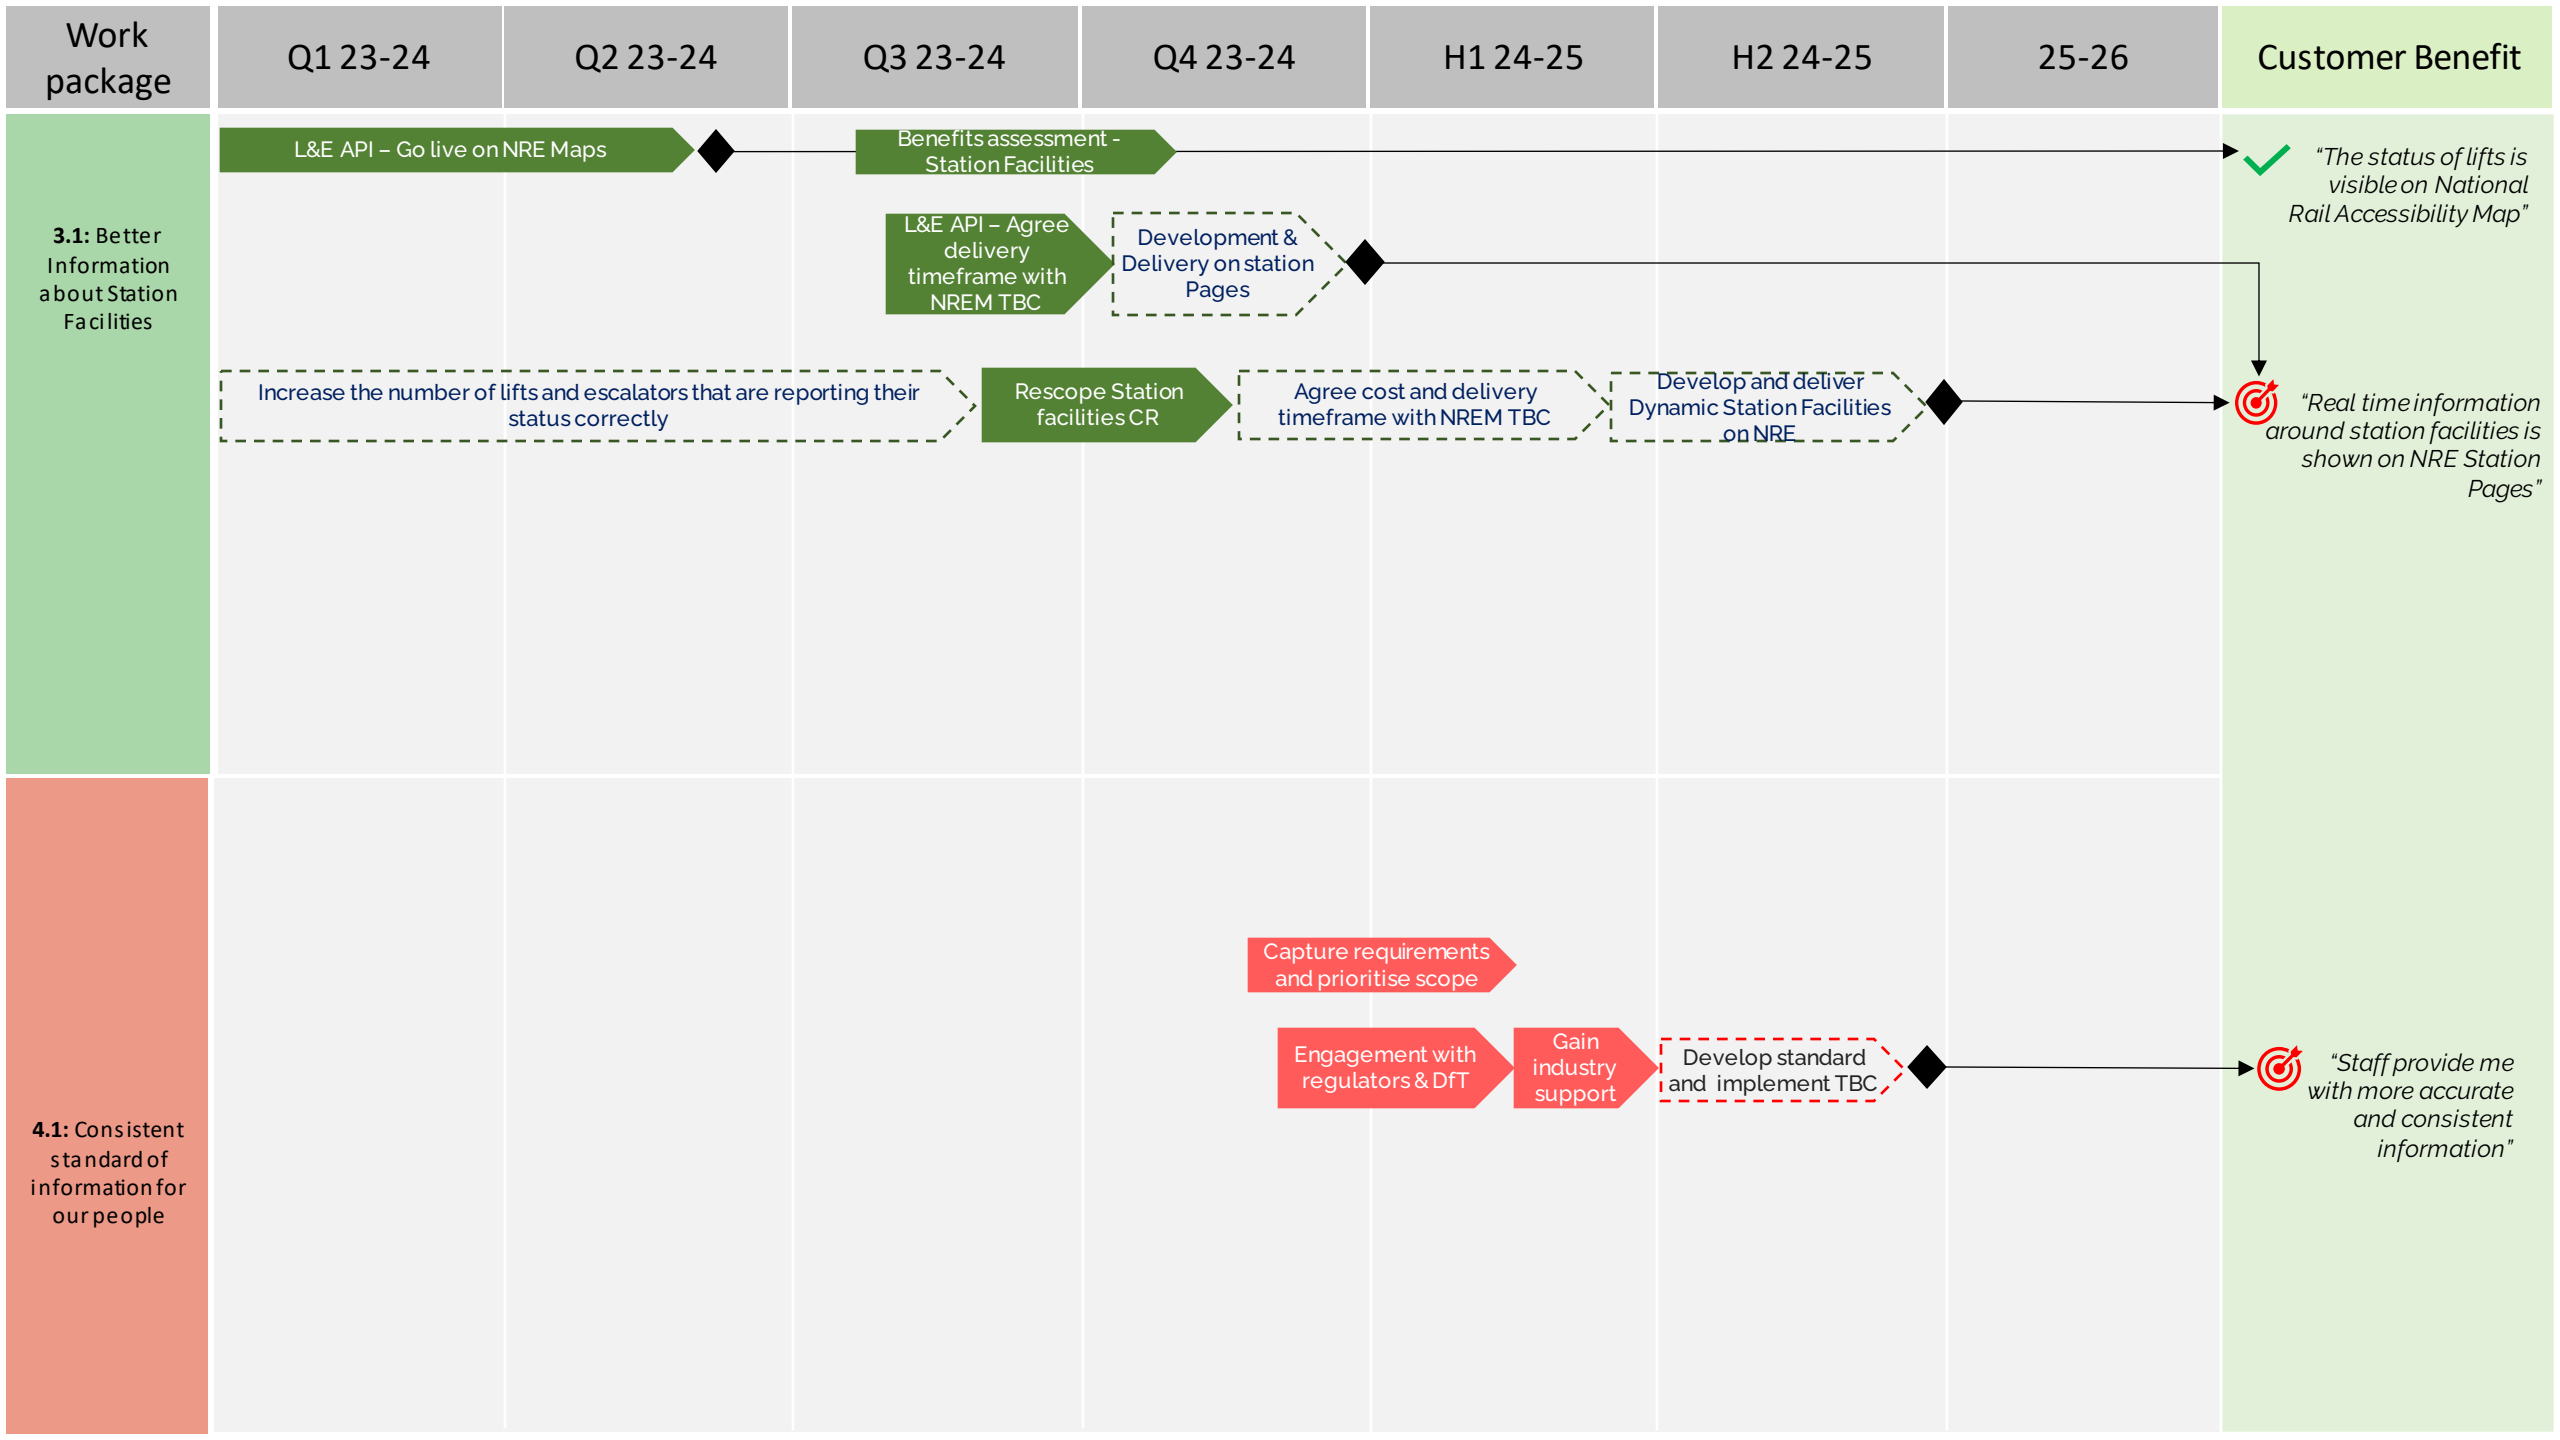 Work
package
Q1 23-24
Q2 23-24
Q3 23-24
Q4 23-24
H1 24-25
H2 24-25
25-26
Customer Benefit
3.1: Better
Information
about Station
Facilities
L&E API – Go live on NRE Maps
Benefits assessment -
Station Facilities
“The status of lifts is
visible on National
Rail Accessibility Map”
L&E API – Agree
delivery
timeframe with
NREM TBC
Development &
Delivery on station
Pages
Increase the number of lifts and escalators that are reporting their
status correctly
Rescope Station
facilities CR
Agree cost and delivery
timeframe with NREM TBC
Develop and deliver
Dynamic Station Facilities
on NRE
“Real time information
around station facilities is
shown on NRE Station
Pages”
4.1: Consistent
standard of
information for
our people
Capture requirements
and prioritise scope
Engagement with
regulators & DfT
Gain
industry
support
Develop standard
and implement TBC
“Staff provide me
with more accurate
and consistent
information”